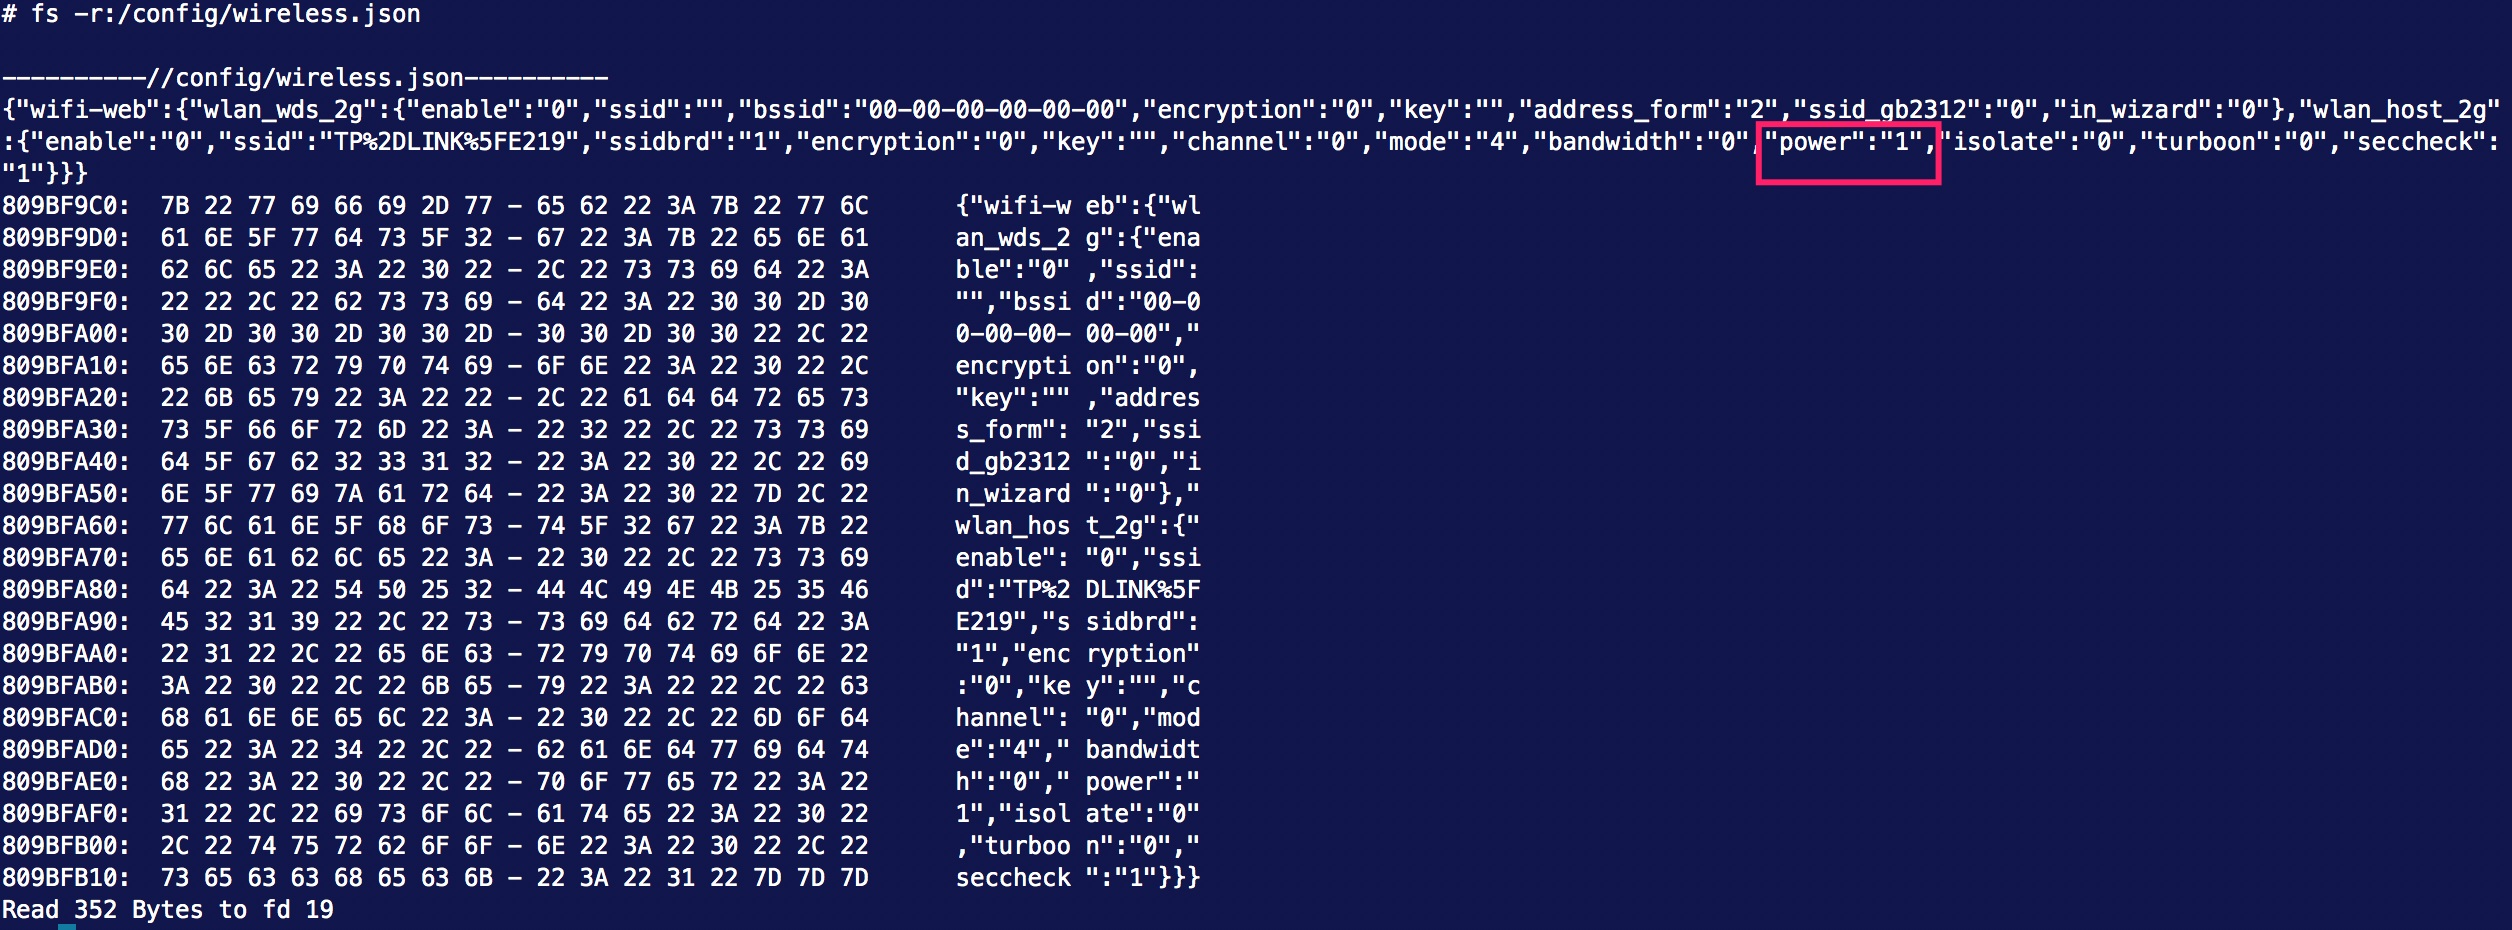 # fs -r:/config/wireless.json
----------//config/wireless.json----------
{"wifi-web":{"wlan_wds_2g":{"enable":"0","ssid":"","bssid":"00-00-00-00-00-00","encryption":"0","key":"","address_form":"2","ssid_gb2312":"0","in_wizard":"0"},"wlan_host_2g"
:{"enable":"0","ssid":"TP%2DLINK%5FE219","ssidbrd":"1","encryption":"0","key":"","channel":"0","mode":"4","bandwidth":"0","power":"1","isolate":"0","turboon":"0","seccheck":
"1"}}}
809BF9C0:  7B 22 77 69 66 69 2D 77 - 65 62 22 3A 7B 22 77 6C      {"wifi-w eb":{"wl
809BF9D0:  61 6E 5F 77 64 73 5F 32 - 67 22 3A 7B 22 65 6E 61      an_wds_2 g":{"ena
809BF9E0:  62 6C 65 22 3A 22 30 22 - 2C 22 73 73 69 64 22 3A      ble":"0" ,"ssid":
809BF9F0:  22 22 2C 22 62 73 73 69 - 64 22 3A 22 30 30 2D 30      "","bssi d":"00-0
809BFA00:  30 2D 30 30 2D 30 30 2D - 30 30 2D 30 30 22 2C 22      0-00-00- 00-00","
809BFA10:  65 6E 63 72 79 70 74 69 - 6F 6E 22 3A 22 30 22 2C      encrypti on":"0",
809BFA20:  22 6B 65 79 22 3A 22 22 - 2C 22 61 64 64 72 65 73      "key":"" ,"addres
809BFA30:  73 5F 66 6F 72 6D 22 3A - 22 32 22 2C 22 73 73 69      s_form": "2","ssi
809BFA40:  64 5F 67 62 32 33 31 32 - 22 3A 22 30 22 2C 22 69      d_gb2312 ":"0","i
809BFA50:  6E 5F 77 69 7A 61 72 64 - 22 3A 22 30 22 7D 2C 22      n_wizard ":"0"},"
809BFA60:  77 6C 61 6E 5F 68 6F 73 - 74 5F 32 67 22 3A 7B 22      wlan_hos t_2g":{"
809BFA70:  65 6E 61 62 6C 65 22 3A - 22 30 22 2C 22 73 73 69      enable": "0","ssi
809BFA80:  64 22 3A 22 54 50 25 32 - 44 4C 49 4E 4B 25 35 46      d":"TP%2 DLINK%5F
809BFA90:  45 32 31 39 22 2C 22 73 - 73 69 64 62 72 64 22 3A      E219","s sidbrd":
809BFAA0:  22 31 22 2C 22 65 6E 63 - 72 79 70 74 69 6F 6E 22      "1","enc ryption"
809BFAB0:  3A 22 30 22 2C 22 6B 65 - 79 22 3A 22 22 2C 22 63      :"0","ke y":"","c
809BFAC0:  68 61 6E 6E 65 6C 22 3A - 22 30 22 2C 22 6D 6F 64      hannel": "0","mod
809BFAD0:  65 22 3A 22 34 22 2C 22 - 62 61 6E 64 77 69 64 74      e":"4"," bandwidt
809BFAE0:  68 22 3A 22 30 22 2C 22 - 70 6F 77 65 72 22 3A 22      h":"0"," power":"
809BFAF0:  31 22 2C 22 69 73 6F 6C - 61 74 65 22 3A 22 30 22      1","isol ate":"0"
809BFB00:  2C 22 74 75 72 62 6F 6F - 6E 22 3A 22 30 22 2C 22      ,"turboo n":"0","
809BFB10:  73 65 63 63 68 65 63 6B - 22 3A 22 31 22 7D 7D 7D      seccheck ":"1"}}}
Read 352 Bytes to fd 19